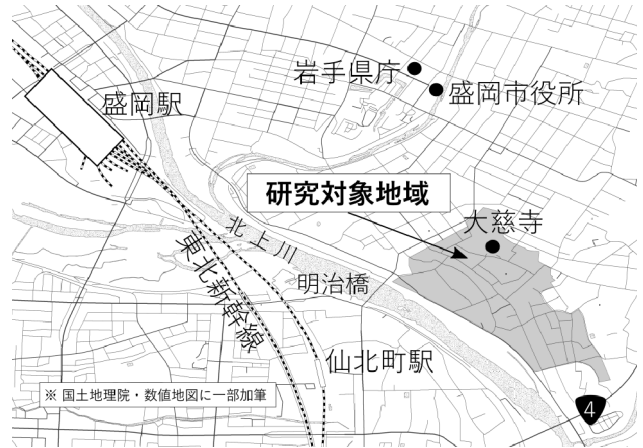 岩手県庁
盛岡駅
盛岡市役所
研究対象地域
大慈寺
北上川
東北新幹線
明治橋
仙北町駅
※ 国土地理院・数値地図に一部加筆
4